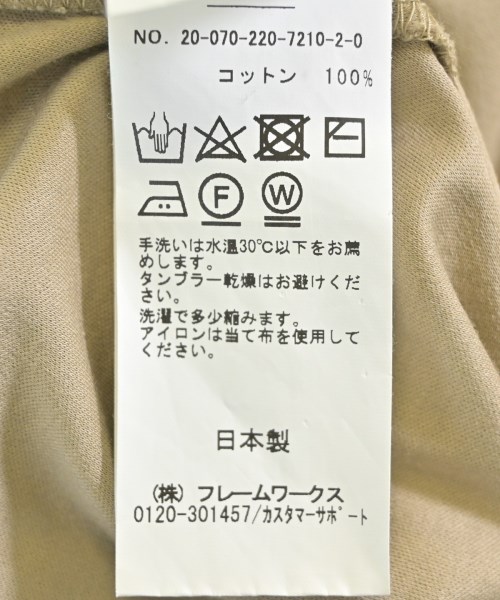 NO. 20-070-220-7210-2-0
コットン 100%
F
W
手洗いは水温30℃以下をお薦
めします。
タンブラー乾燥はお避けくだ
さい。
洗濯で多少縮みます。
アイロンは当て布を使用して
ください。
日本製
(株) フレームワークス
0120-301457/カスタマーサポート